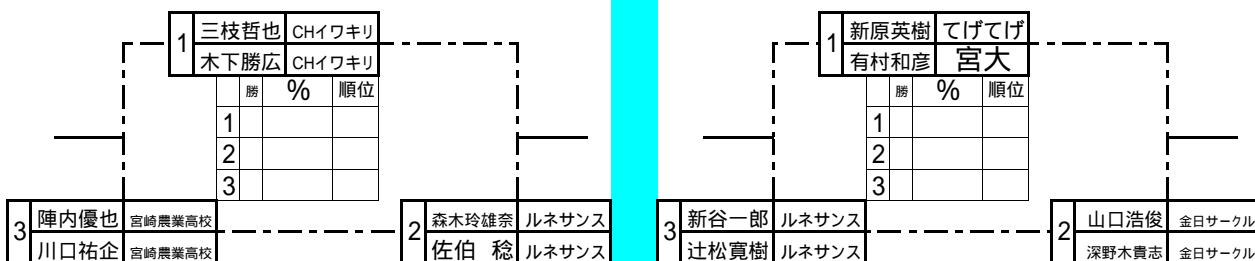 1 三枝哲也 CHイワキリ
木下勝広 CHイワキリ
勝 % 順位
1
2
3
3 陣内優也 宮崎農業高校
川口祐企 宮崎農業高校
2 森木玲雄奈 ルネサンス
佐伯 稔 ルネサンス
1 新原英樹 てげてげ
有村和彦 宮大
勝 % 順位
1
2
3
3 新谷一郎 ルネサンス
辻松寛樹 ルネサンス
2 山口浩俊 金日サークル
深野木貴志 金日サークル